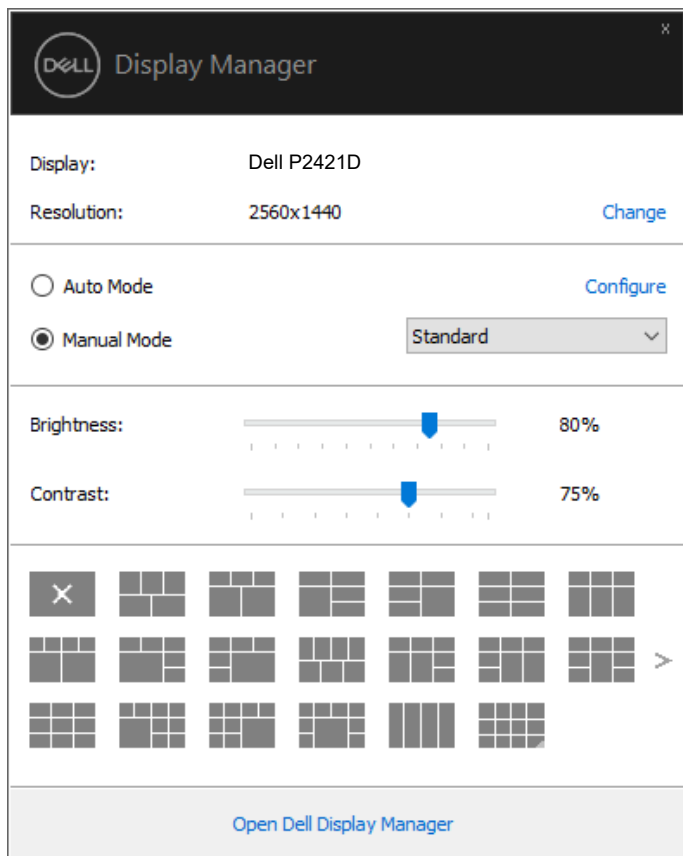 X
DELL Display Manager
Display: Dell P2421D
Resolution: 2560x1440 Change
Auto Mode Configure
Manual Mode Standard
Brightness: 80%
Contrast: 75%
Open Dell Display Manager